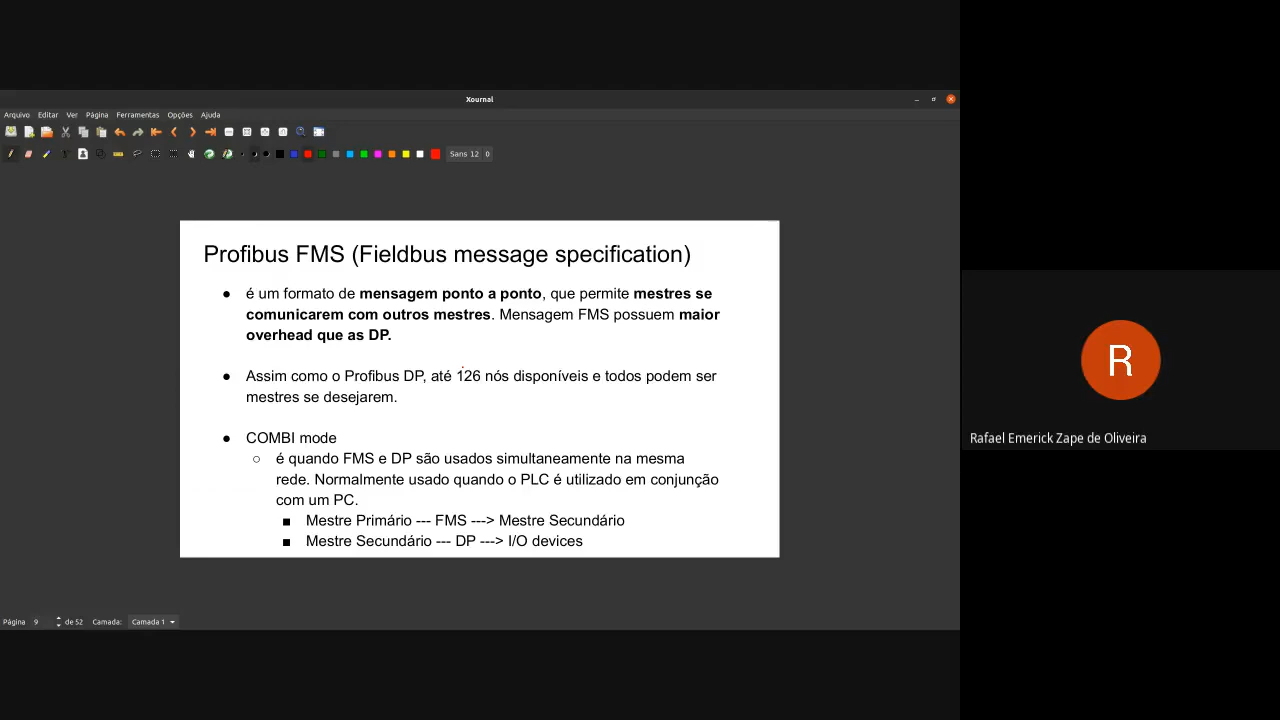 Xournal
Arquivo Editar Ver Página Ferramentas Opções Ajuda
Sans 12
Profibus FMS (Fieldbus message specification)
● é um formato de mensagem ponto a ponto, que permite mestres se
comunicarem com outros mestres. Mensagem FMS possuem maior
overhead que as DP.
● Assim como o Profibus DP, até 126 nós disponíveis e todos podem ser
mestres se desejarem.
● COMBI mode
○ é quando FMS e DP são usados simultaneamente na mesma
rede. Normalmente usado quando o PLC é utilizado em conjunção
com um PC.
■ Mestre Primário --- FMS ---> Mestre Secundário
■ Mestre Secundário --- DP ---> I/O devices
Página 9 de 52 Camada: Camada 1
R
Rafael Emerick Zape de Oliveira